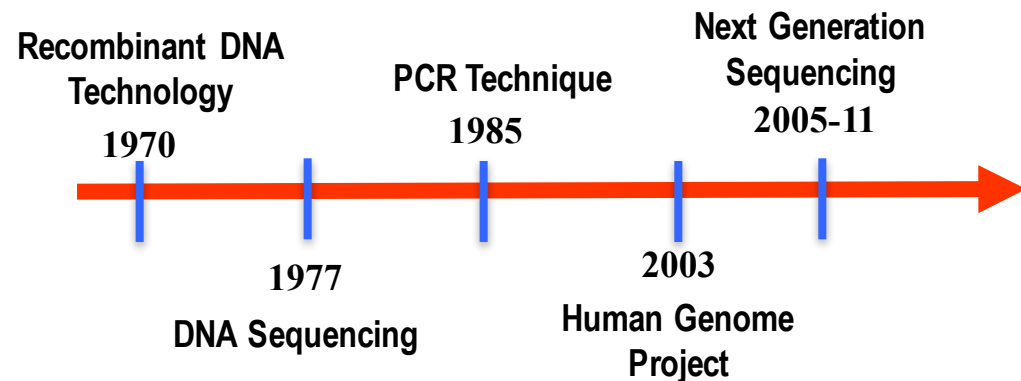 Recombinant DNA
Technology
1970
1977
DNA Sequencing
PCR Technique
1985
2003
Human Genome
Project
Next Generation
Sequencing
2005-11